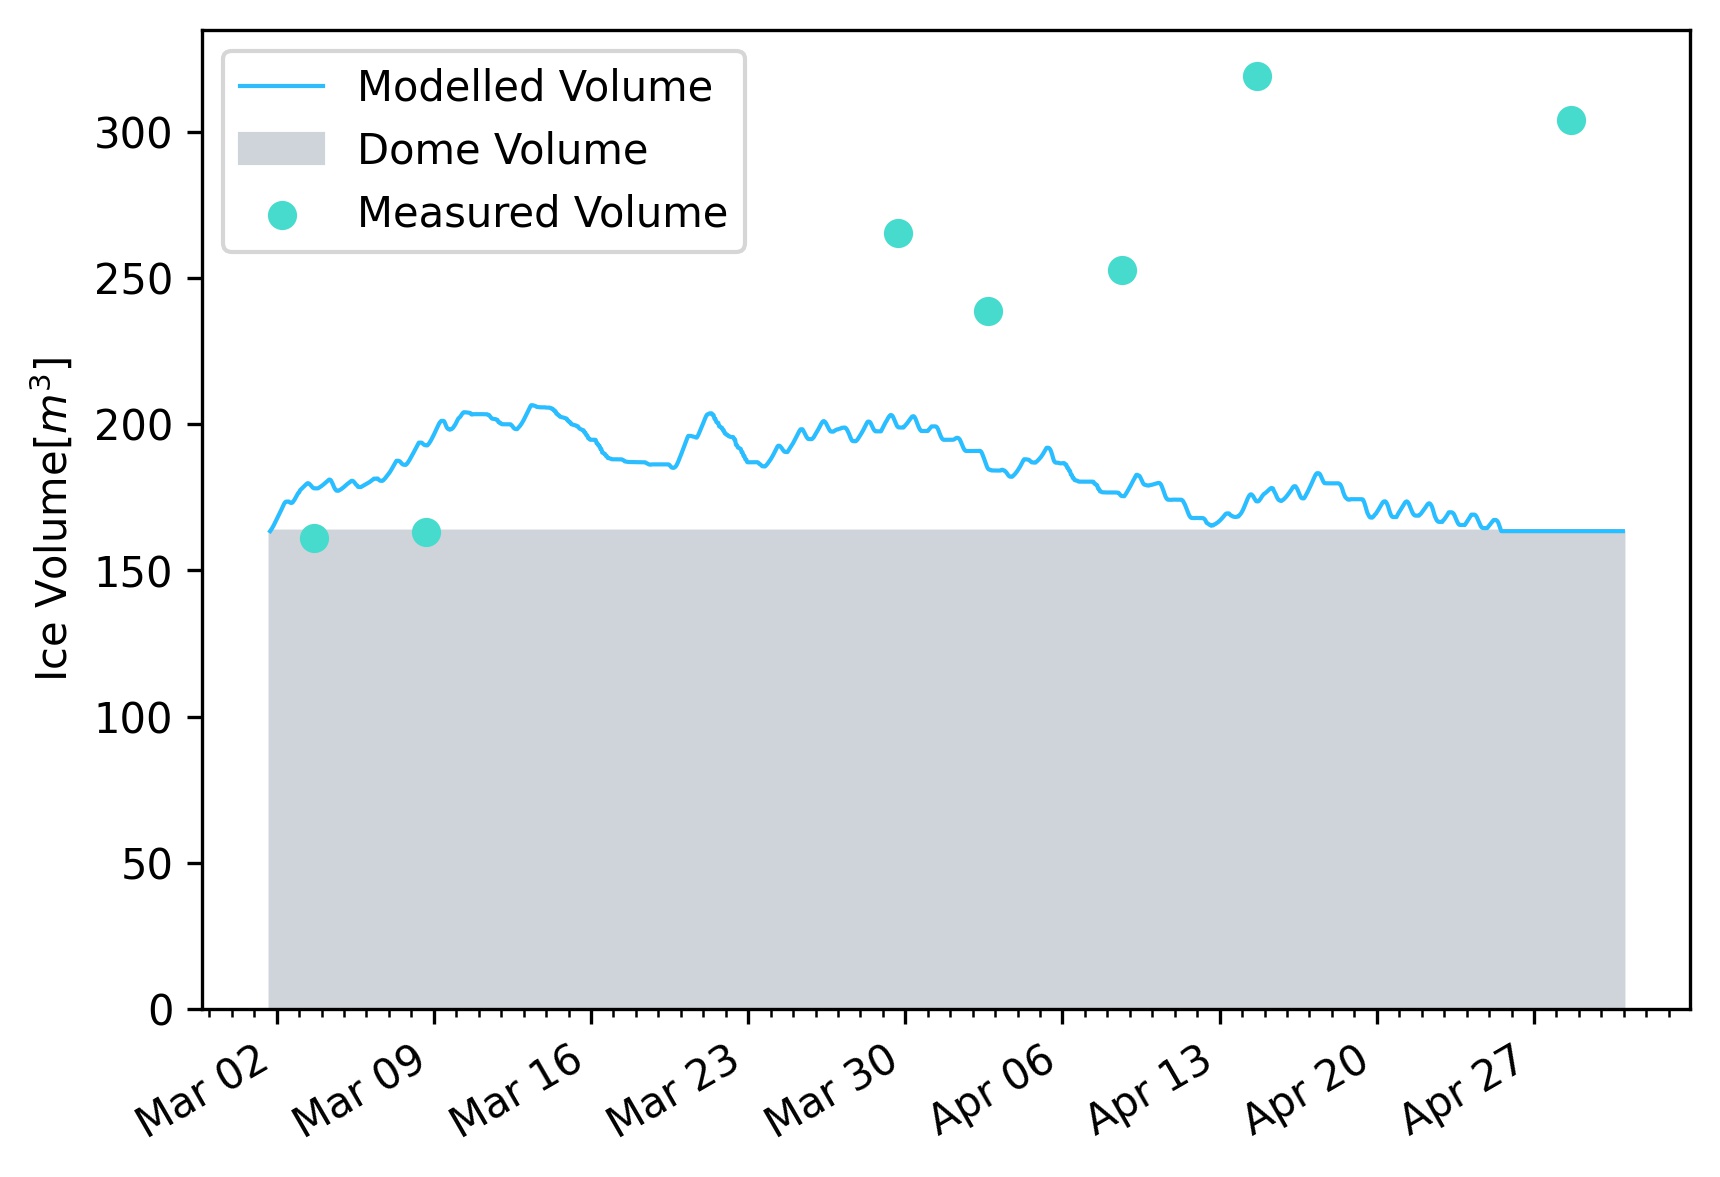 Modelled Volume
Dome Volume
Measured Volume
Ice Volume[m³]
300
250
200
150
100
50
0
Mar 02
Mar 09
Mar 16
Mar 23
Mar 30
Apr 06
Apr 13
Apr 20
Apr 27